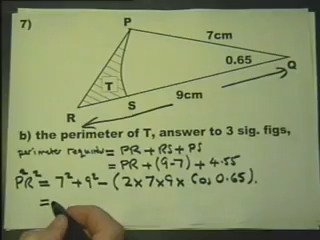 7)
P
7cm
0.65
Q
T
R
S
9cm
b) the perimeter of T, answer to 3 sig. figs,
perimeter required = PR + RS + PS
= PR + (9-7) + 4.55
PR² = 7² + 9² - (2x7x9x Cos 0.65).
=